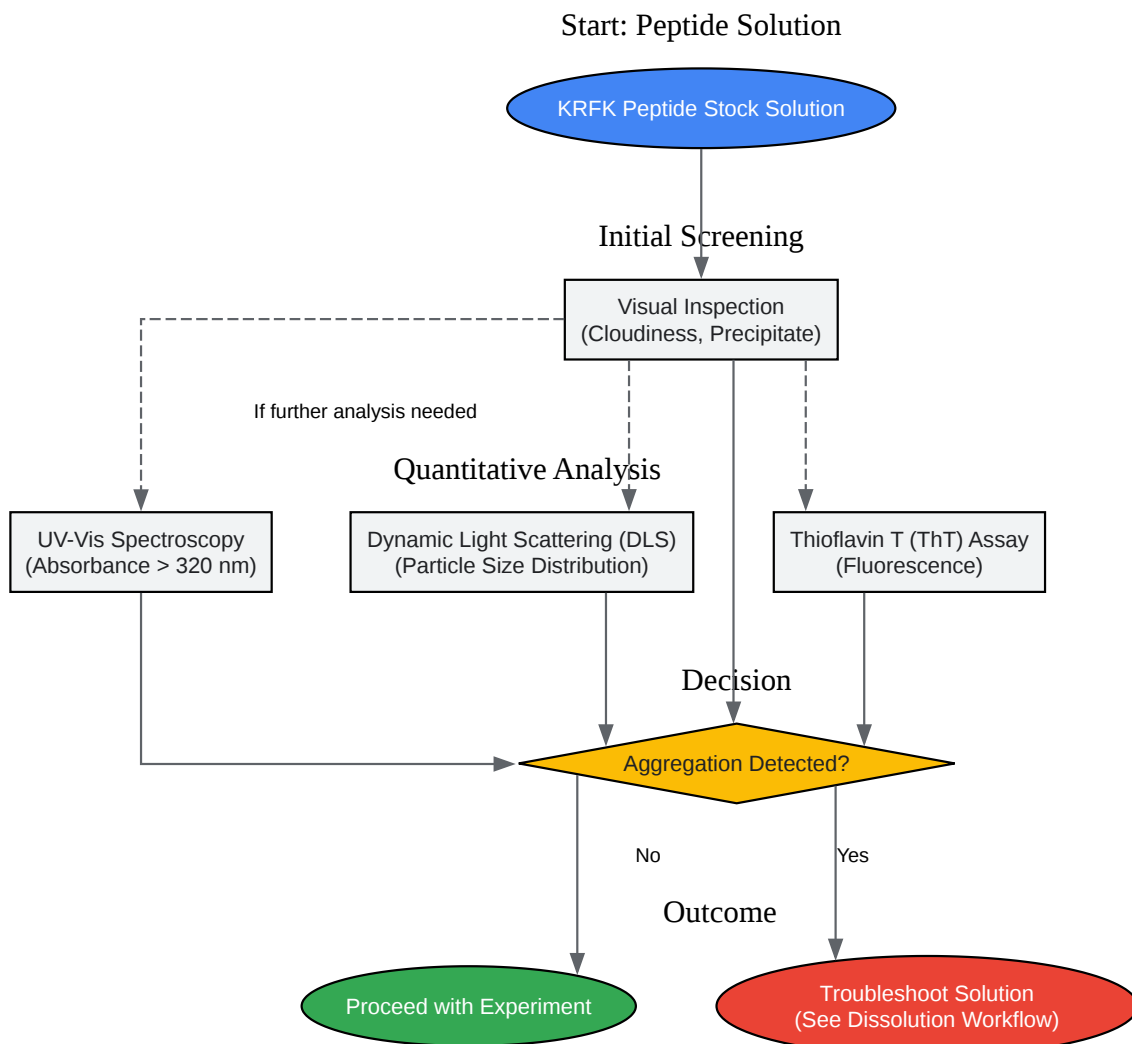 Start: Peptide Solution
KRFK Peptide Stock Solution
Initial Screening
Visual Inspection
(Cloudiness, Precipitate)
If further analysis needed
Quantitative Analysis
UV-Vis Spectroscopy
(Absorbance > 320 nm)
Dynamic Light Scattering (DLS)
(Particle Size Distribution)
Thioflavin T (ThT) Assay
(Fluorescence)
Decision
Aggregation Detected?
No
Yes
Outcome
Proceed with Experiment
Troubleshoot Solution
(See Dissolution Workflow)